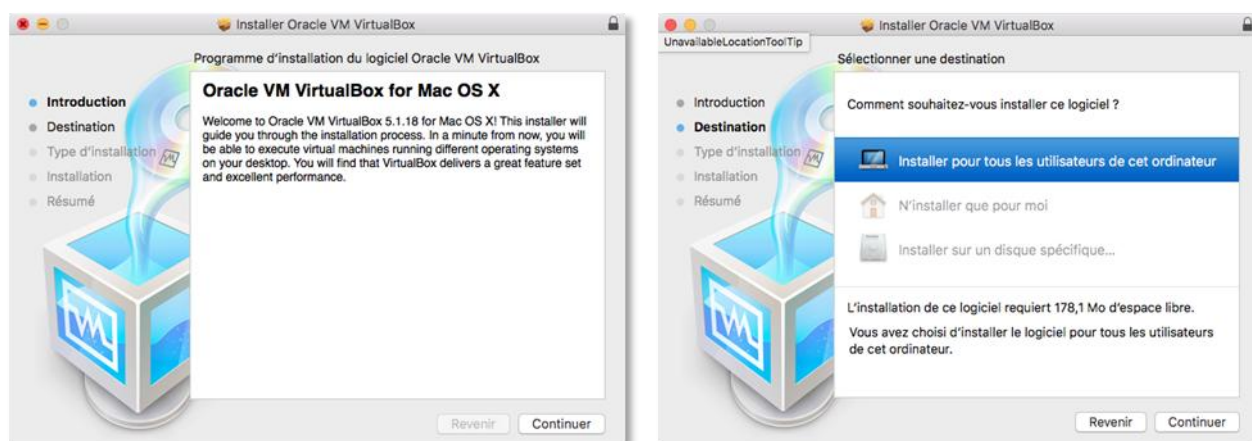 Installer Oracle VM VirtualBox
Programme d'installation du logiciel Oracle VM VirtualBox
Introduction
Destination
Type d'installation
Installation
Résumé
Oracle VM VirtualBox for Mac OS X
Welcome to Oracle VM VirtualBox 5.1.18 for Mac OS X! This installer will
guide you through the installation process. In a minute from now, you will
be able to execute virtual machines running different operating systems
on your desktop. You will find that VirtualBox delivers a great feature set
and excellent performance.
Revenir
Continuer
Installer Oracle VM VirtualBox
UnavailableLocationToolTip
Sélectionner une destination
Introduction
Destination
Type d'installation
Installation
Résumé
Comment souhaitez-vous installer ce logiciel ?
Installer pour tous les utilisateurs de cet ordinateur
N'installer que pour moi
Installer sur un disque spécifique...
L'installation de ce logiciel requiert 178,1 Mo d'espace libre.
Vous avez choisi d'installer le logiciel pour tous les utilisateurs
de cet ordinateur.
Revenir
Continuer